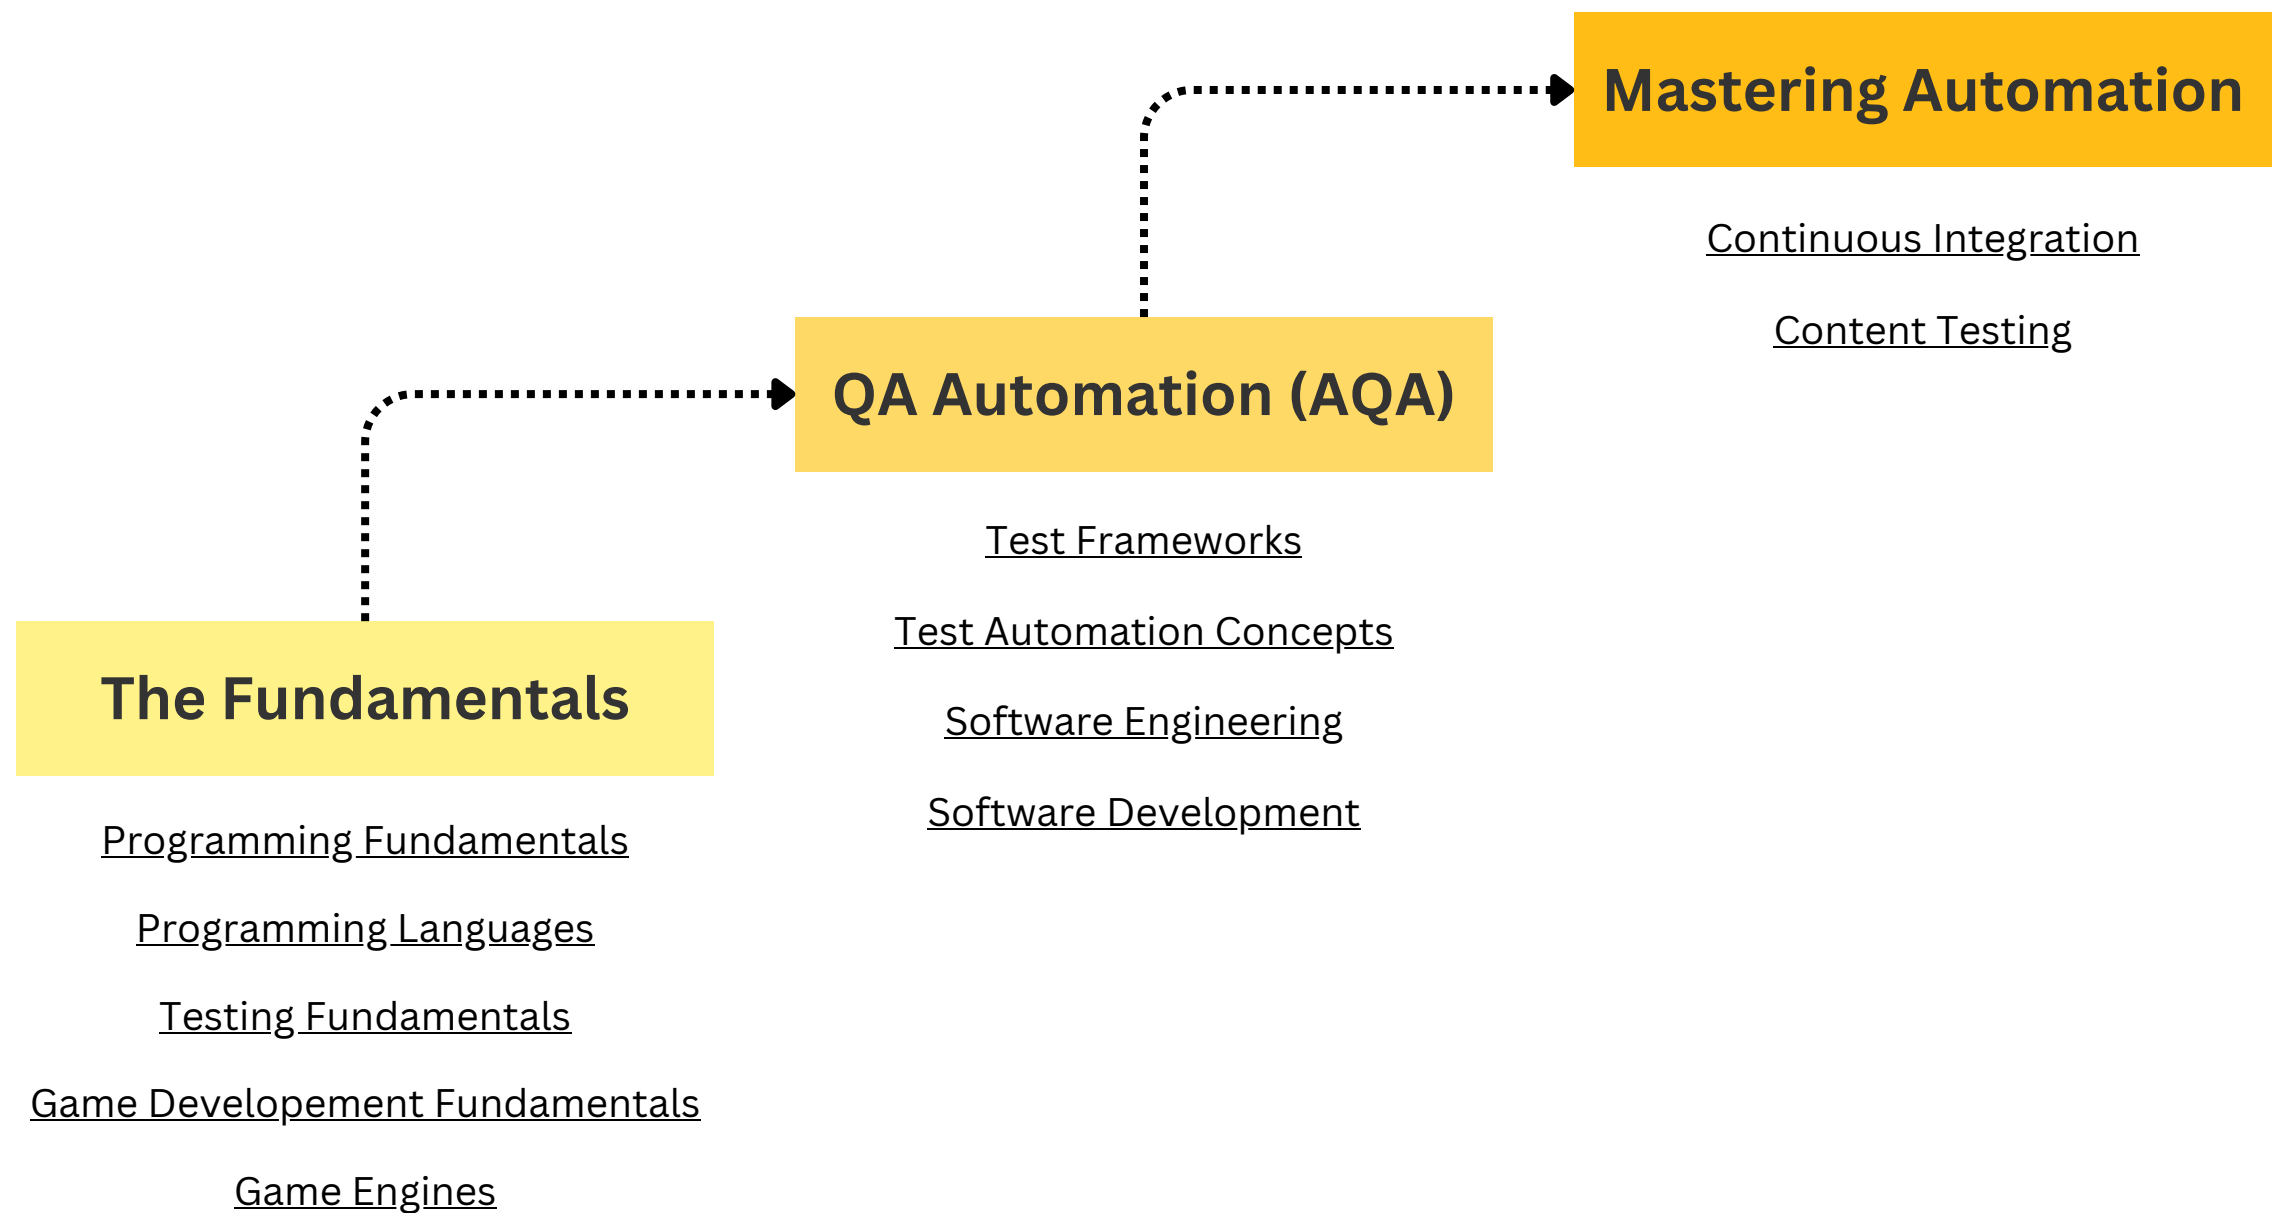 Mastering Automation
Continuous Integration
Content Testing
QA Automation (AQA)
Test Frameworks
Test Automation Concepts
Software Engineering
Software Development
The Fundamentals
Programming Fundamentals
Programming Languages
Testing Fundamentals
Game Developement Fundamentals
Game Engines